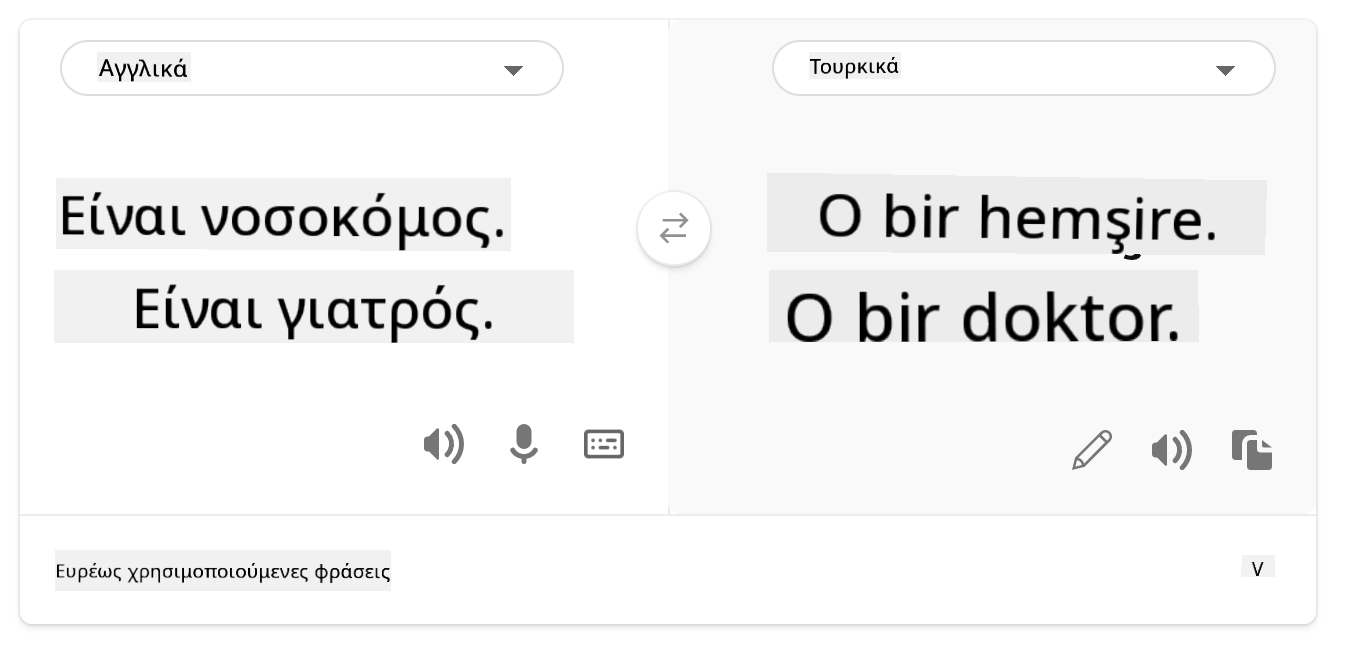 Αγγλικά
Τουρκικά
Είναι νοσοκόμος.
Είναι γιατρός.
O bir hemşire.
O bir doktor.
Ευρέως χρησιμοποιούμενες φράσεις
V